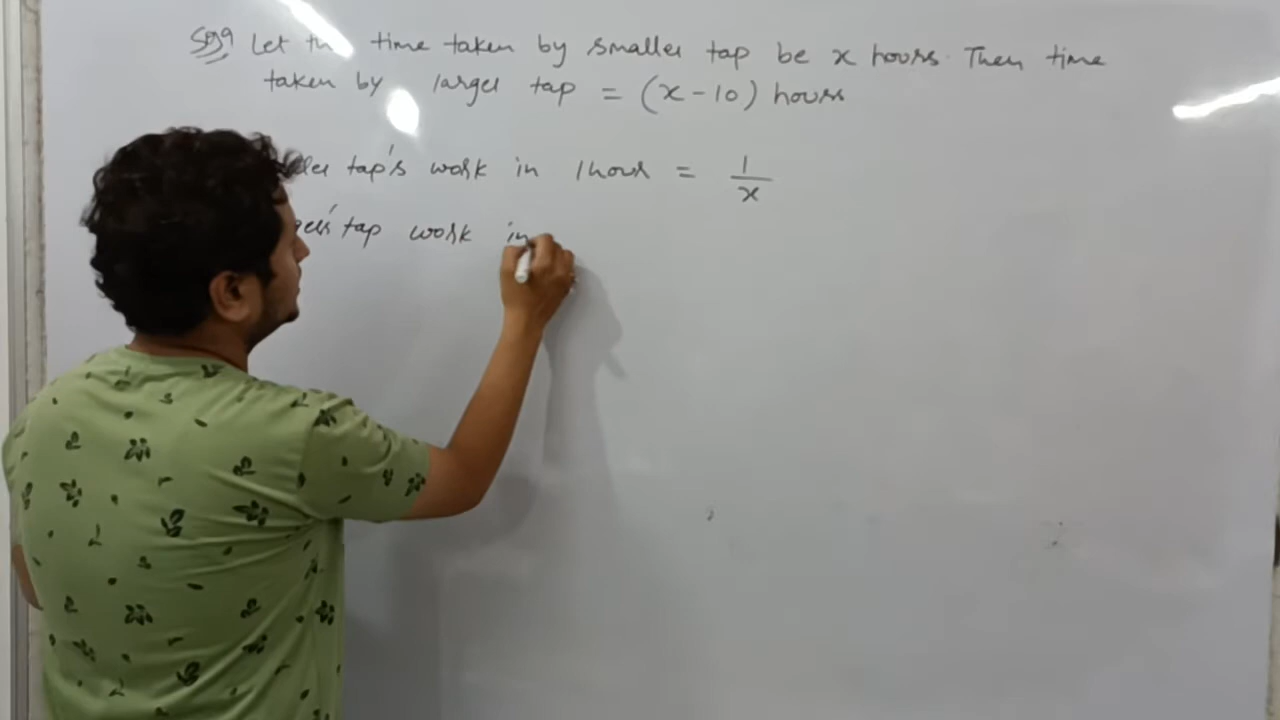 Let the time taken by smaller tap be x hours. Then time
taken by larger tap = (x - 10) hours
tap's work in 1 hour = 1/x
tap work in